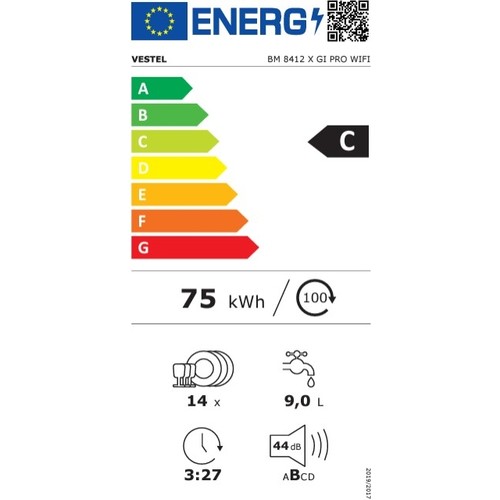 ENERG
VESTEL BM 8412 X GI PRO WIFI
A
B
C
C
D
E
F
G
75 kWh / 100
14 x 9,0 L
44 dB
3:27 ABCD
2019/2017